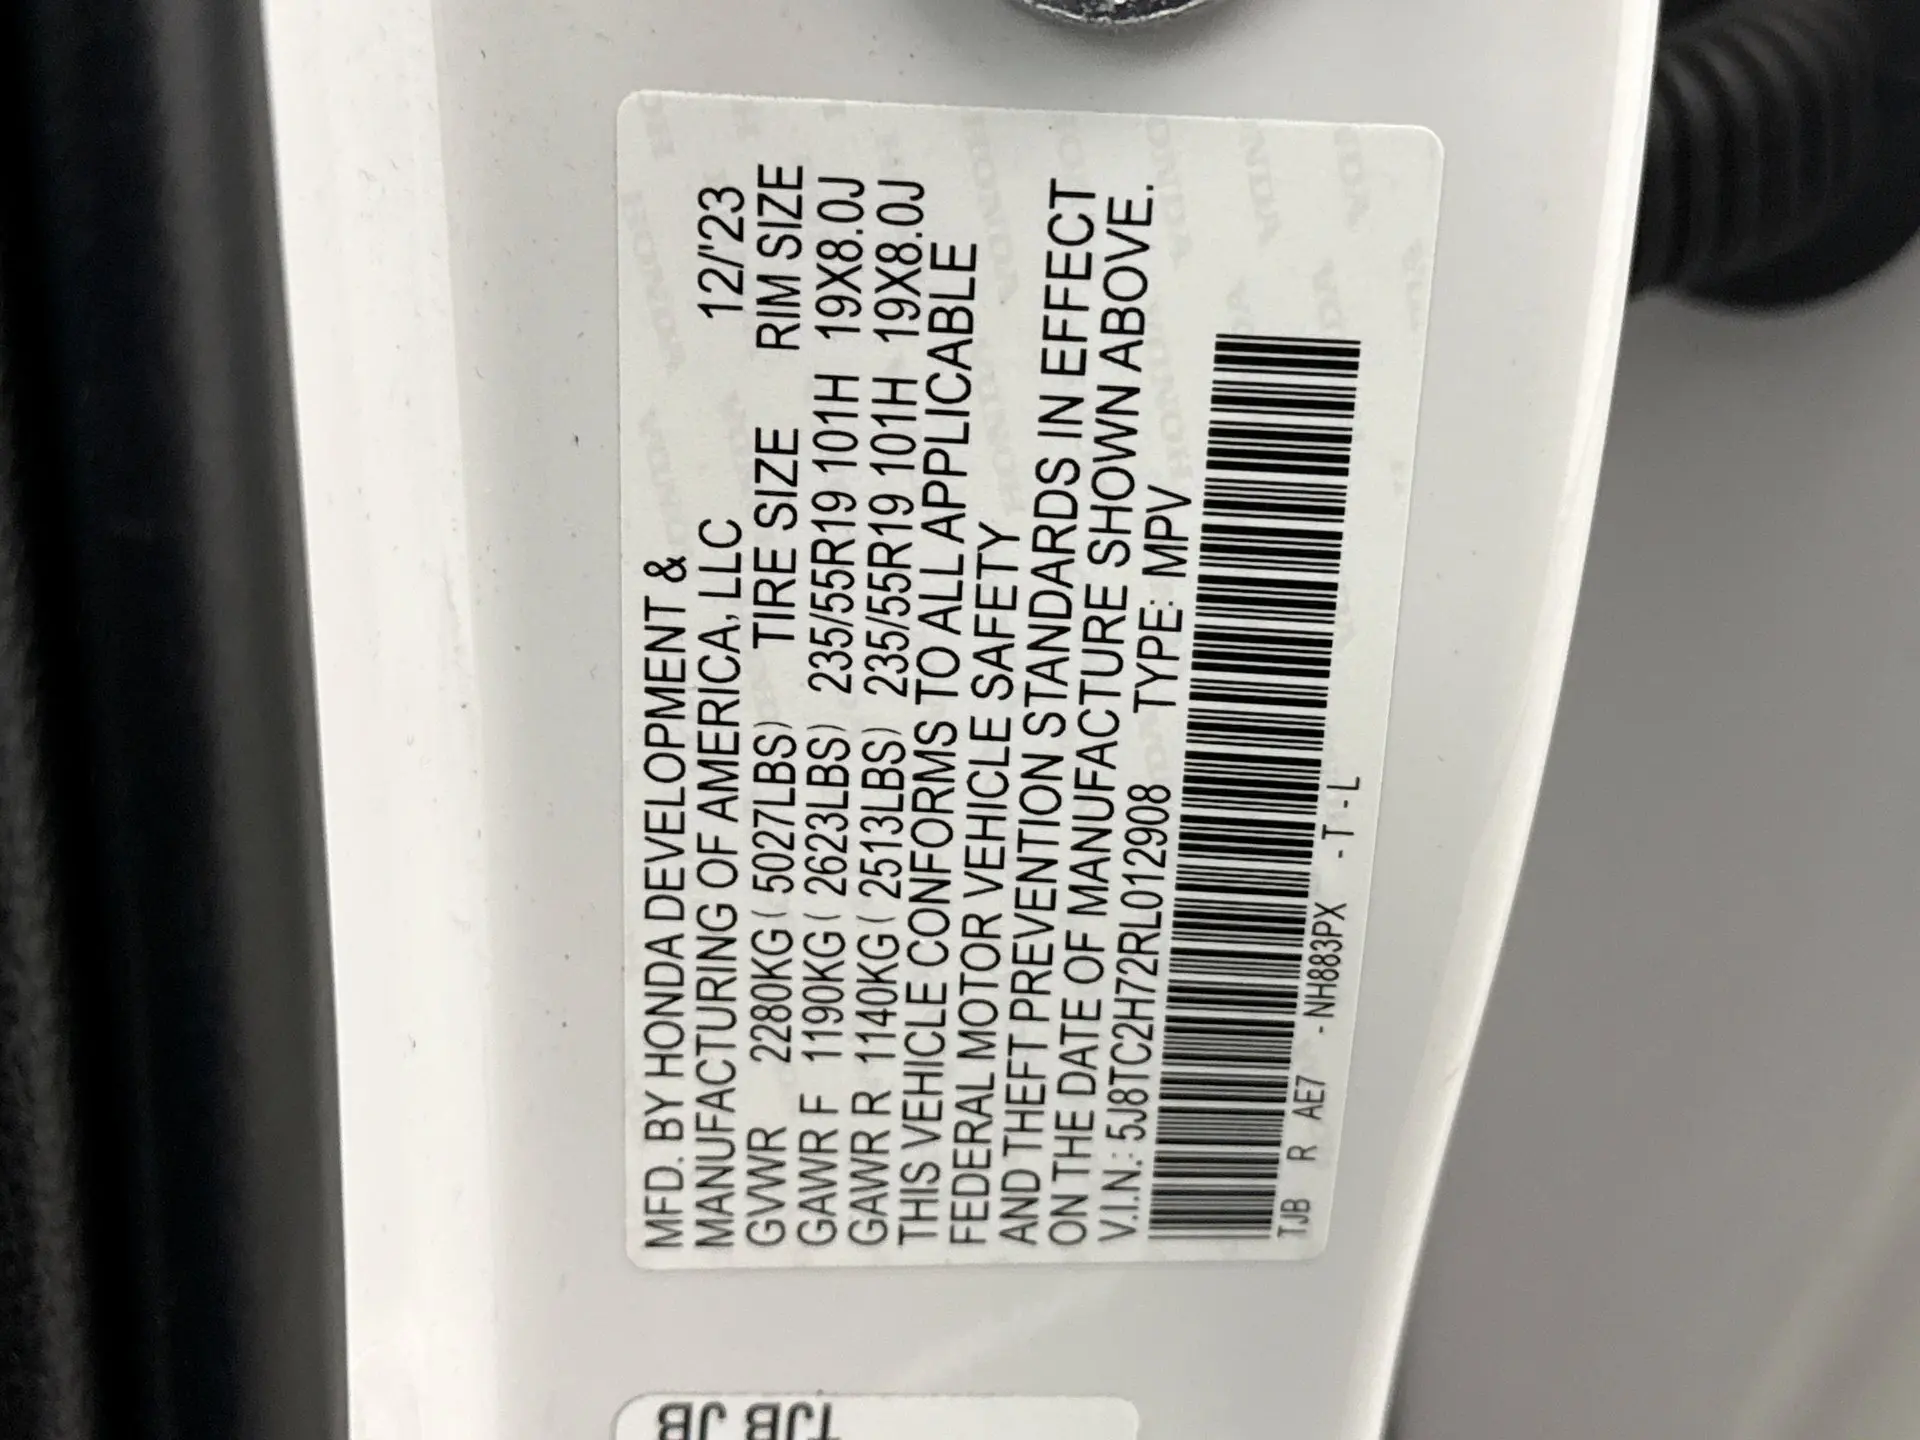 MFD. BY HONDA DEVELOPMENT &
MANUFACTURING OF AMERICA, LLC 12/'23
GVWR 2280KG ( 5027LBS) TIRE SIZE RIM SIZE
GAWR F 1190KG ( 2623LBS) 235/55R19 101H 19X8.0J
GAWR R 1140KG ( 2513LBS) 235/55R19 101H 19X8.0J
THIS VEHICLE CONFORMS TO ALL APPLICABLE
FEDERAL MOTOR VEHICLE SAFETY
AND THEFT PREVENTION STANDARDS IN EFFECT
ON THE DATE OF MANUFACTURE SHOWN ABOVE.
V.I.N.: 5J8TC2H72RL012908 TYPE: MPV
TJB R AE7 -NH883PX -T-L